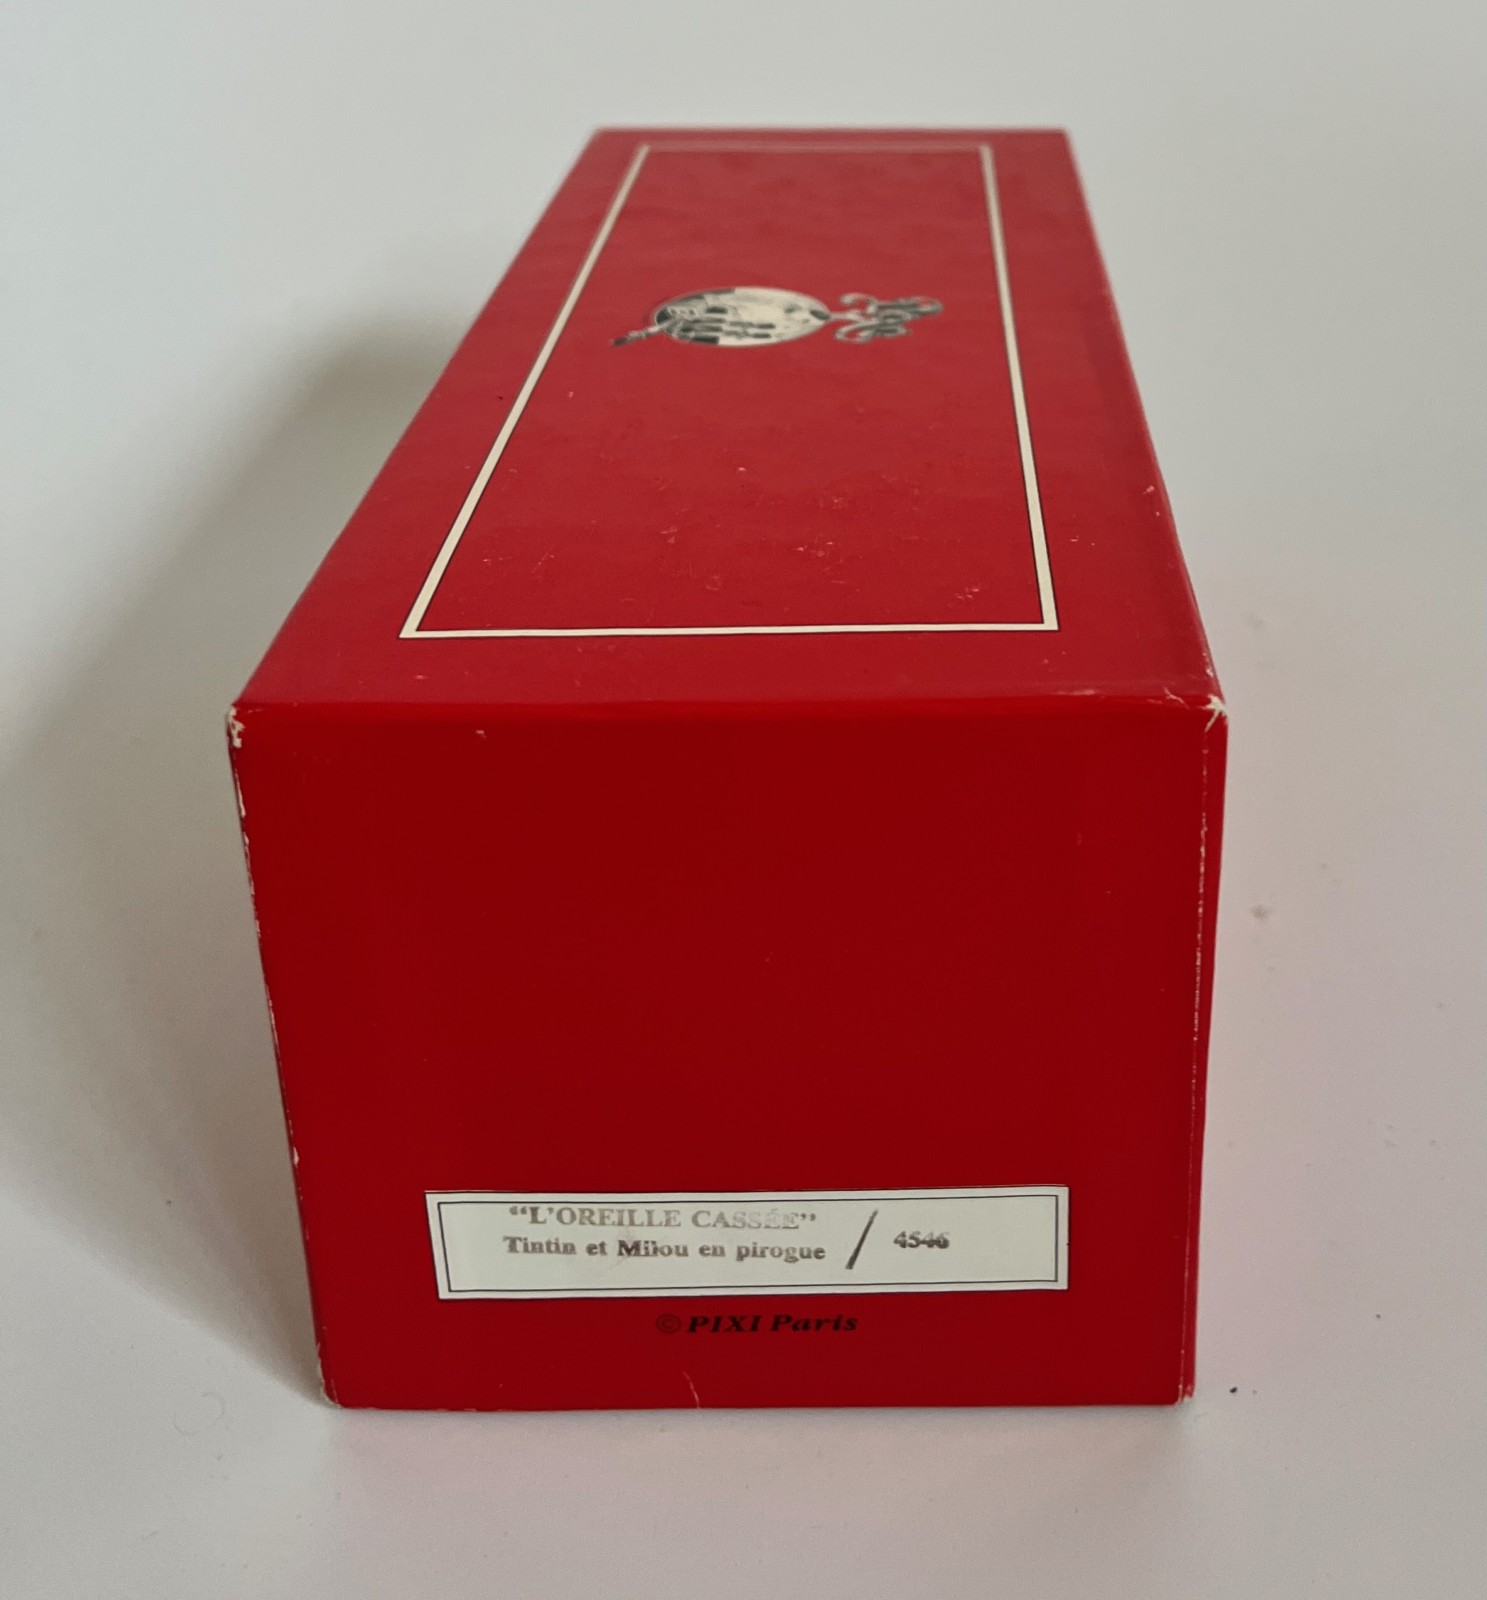 “L’OREILLE CASSÉE”
Tintin et Milou en pirogue / 4546
© PIXI Paris